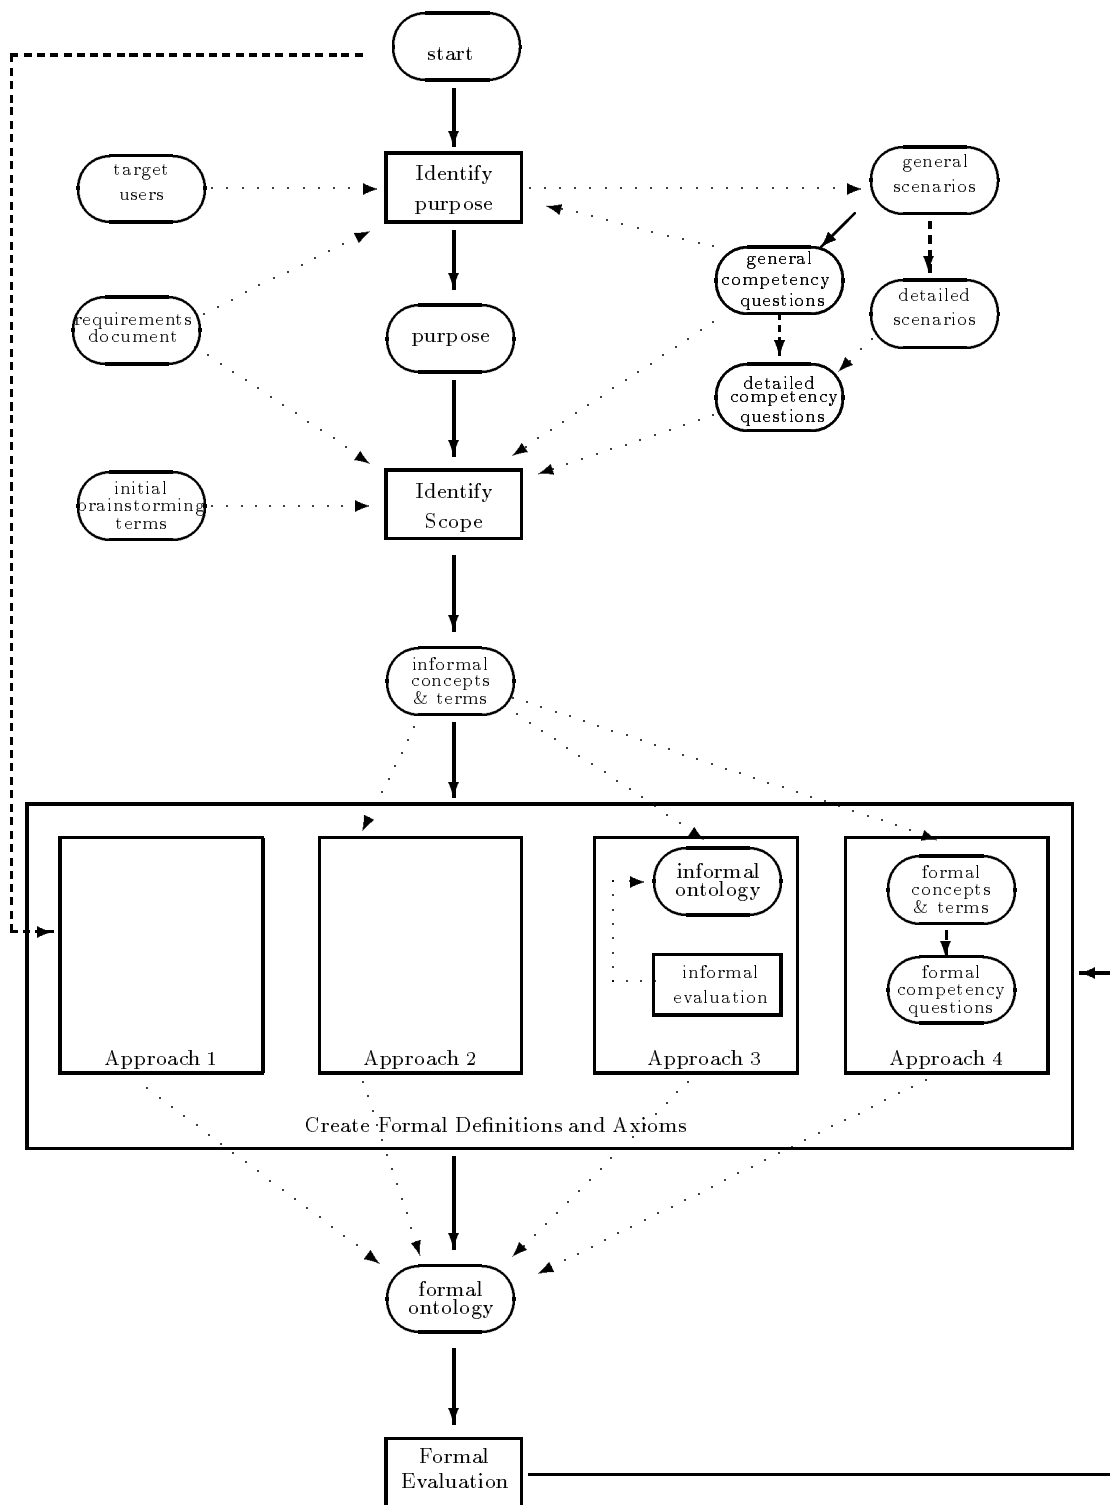 start
target
users
Identify
purpose
general
scenarios
general
competency
questions
requirements
document
purpose
detailed
scenarios
detailed
competency
questions
initial
brainstorming
terms
Identify
Scope
informal
concepts
& terms
informal
ontology
informal
evaluation
formal
concepts
& terms
formal
competency
questions
Approach 1
Approach 2
Approach 3
Approach 4
Create Formal Definitions and Axioms
formal
ontology
Formal
Evaluation